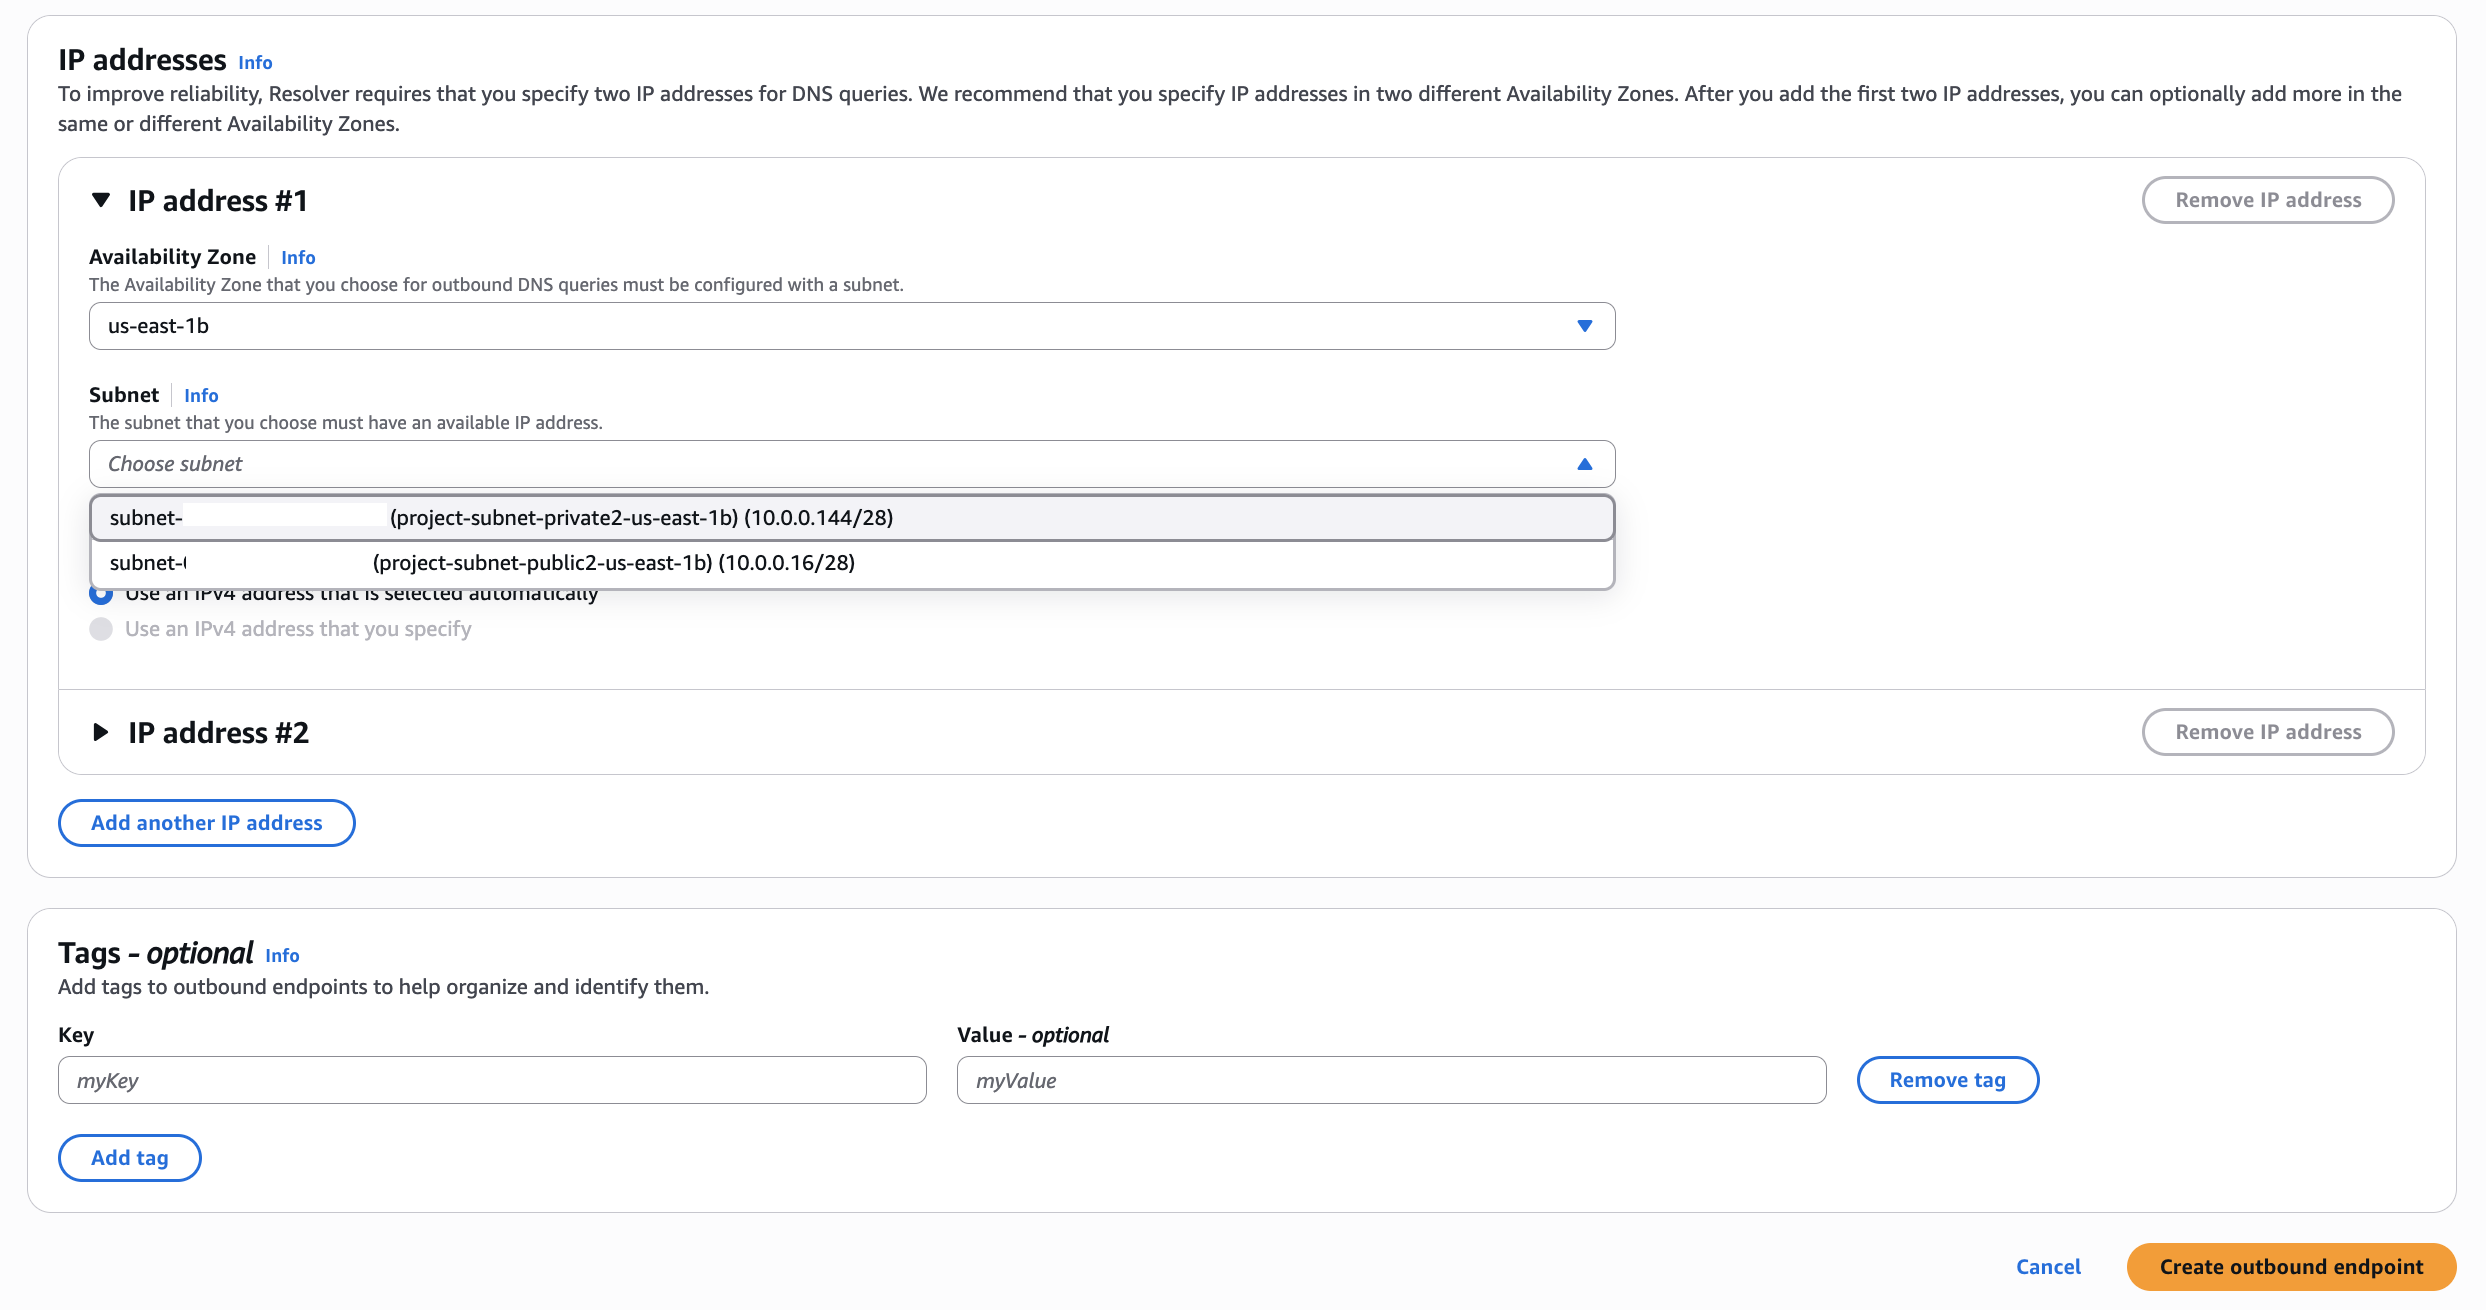 IP addresses Info
To improve reliability, Resolver requires that you specify two IP addresses for DNS queries. We recommend that you specify IP addresses in two different Availability Zones. After you add the first two IP addresses, you can optionally add more in the
same or different Availability Zones.
IP address #1
Remove IP address
Availability Zone Info
The Availability Zone that you choose for outbound DNS queries must be configured with a subnet.
us-east-1b
Subnet Info
The subnet that you choose must have an available IP address.
Choose subnet
subnet- (project-subnet-private2-us-east-1b) (10.0.0.144/28)
subnet- (project-subnet-public2-us-east-1b) (10.0.0.16/28)
Use an IPv4 address that is selected automatically
Use an IPv4 address that you specify
IP address #2
Remove IP address
Add another IP address
Tags - optional Info
Add tags to outbound endpoints to help organize and identify them.
Key
Value - optional
myKey
myValue
Remove tag
Add tag
Cancel
Create outbound endpoint